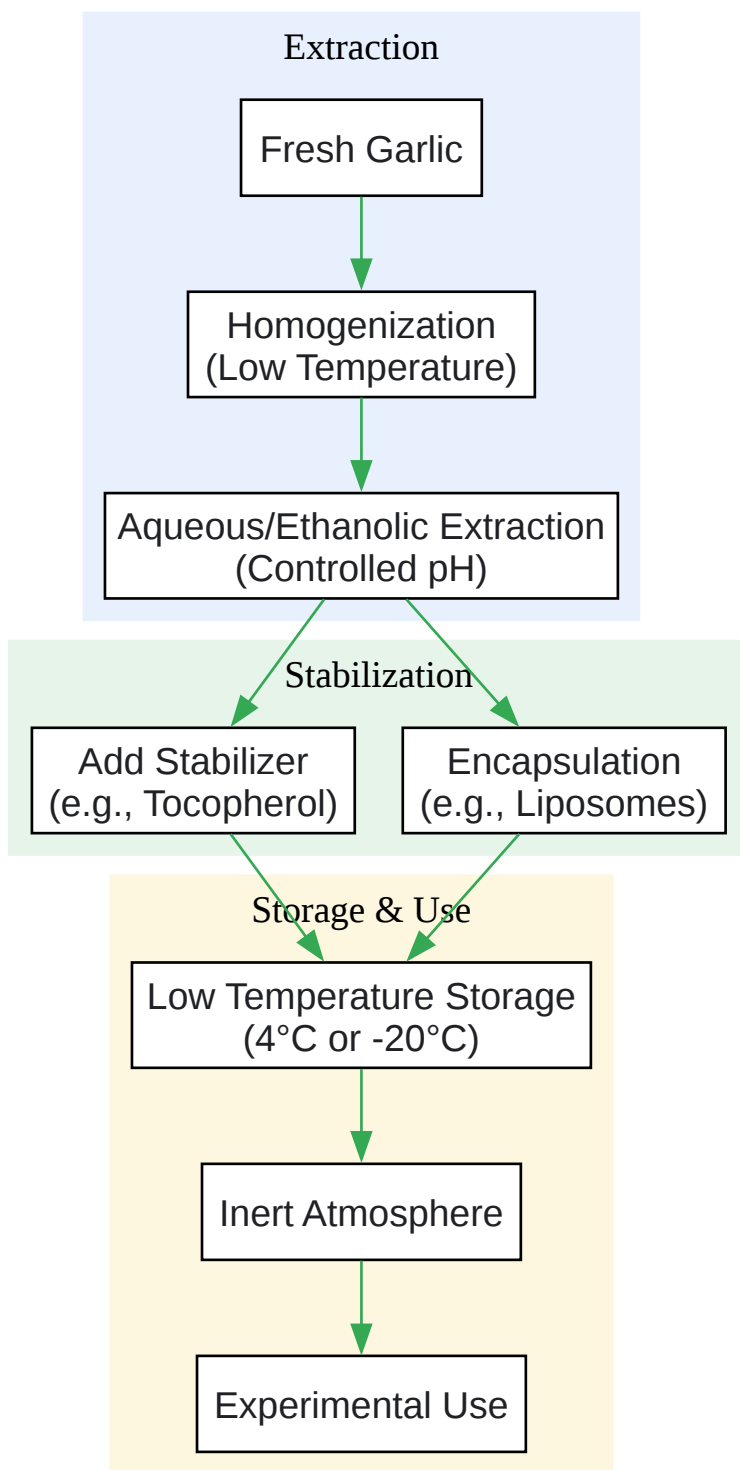 Extraction
Fresh Garlic
Homogenization
(Low Temperature)
Aqueous/Ethanolic Extraction
(Controlled pH)
Stabilization
Add Stabilizer
(e.g., Tocopherol)
Encapsulation
(e.g., Liposomes)
Storage & Use
Low Temperature Storage
(4°C or -20°C)
Inert Atmosphere
Experimental Use